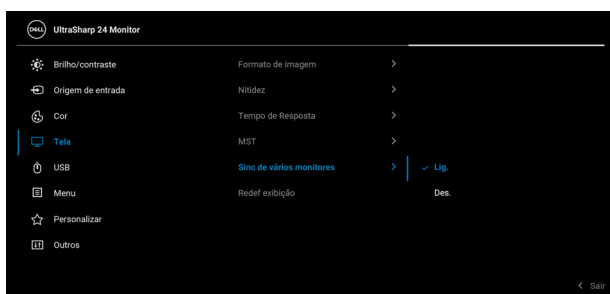 DELL UltraSharp 24 Monitor
Brilho/contraste Formato de imagem
Origem de entrada Nitidez
Cor Tempo de Resposta
Tela MST
USB Sinc de vários monitores Lig.
Menu Redef exibição Des.
Personalizar
Outros
Sair